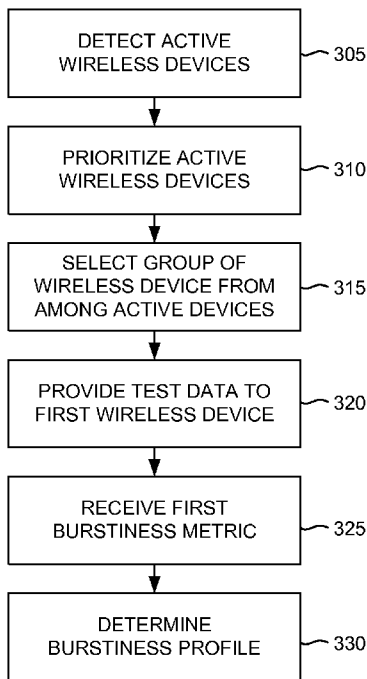 DETECT ACTIVE
WIRELESS DEVICES
305
PRIORITIZE ACTIVE
WIRELESS DEVICES
310
SELECT GROUP OF
WIRELESS DEVICE FROM
AMONG ACTIVE DEVICES
315
PROVIDE TEST DATA TO
FIRST WIRELESS DEVICE
320
RECEIVE FIRST
BURSTINESS METRIC
325
DETERMINE
BURSTINESS PROFILE
330